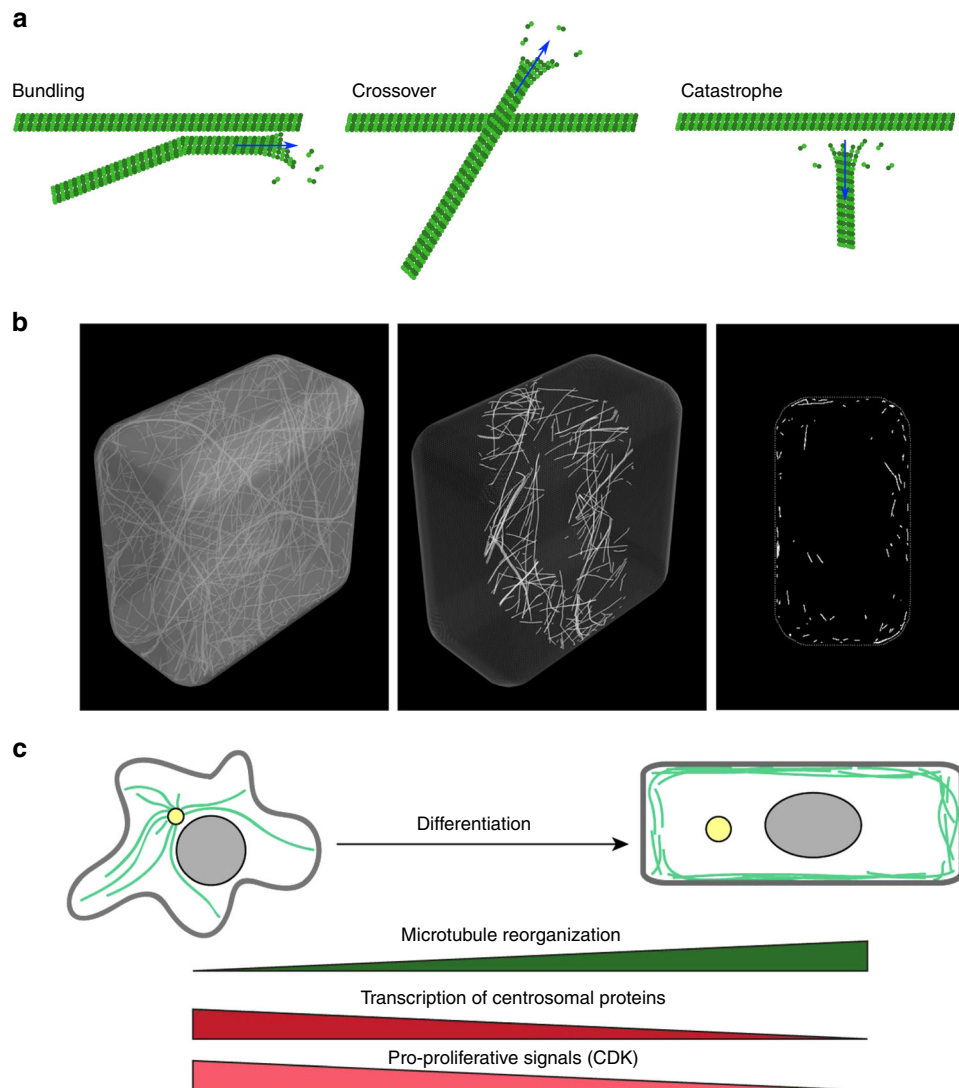 a
Bundling
Crossover
Catastrophe
b
c
Differentiation
Microtubule reorganization
Transcription of centrosomal proteins
Pro-proliferative signals (CDK)